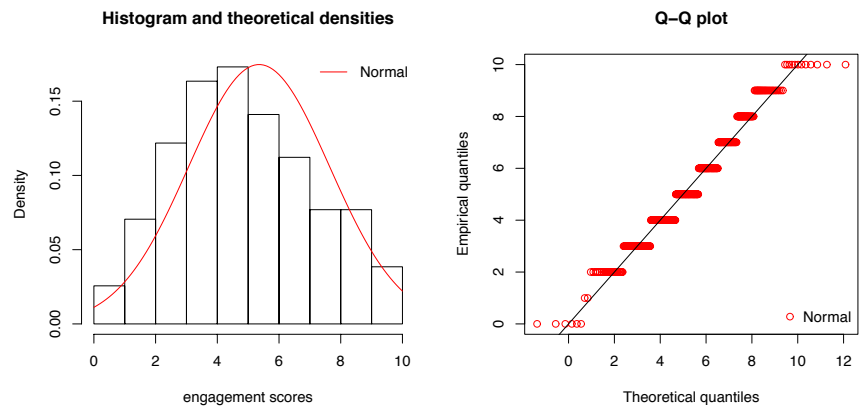 Histogram and theoretical densities
Normal
Density
0.00
0.05
0.10
0.15
0
2
4
6
8
10
engagement scores
Q−Q plot
Empirical quantiles
0
2
4
6
8
10
Normal
0
2
4
6
8
10
12
Theoretical quantiles